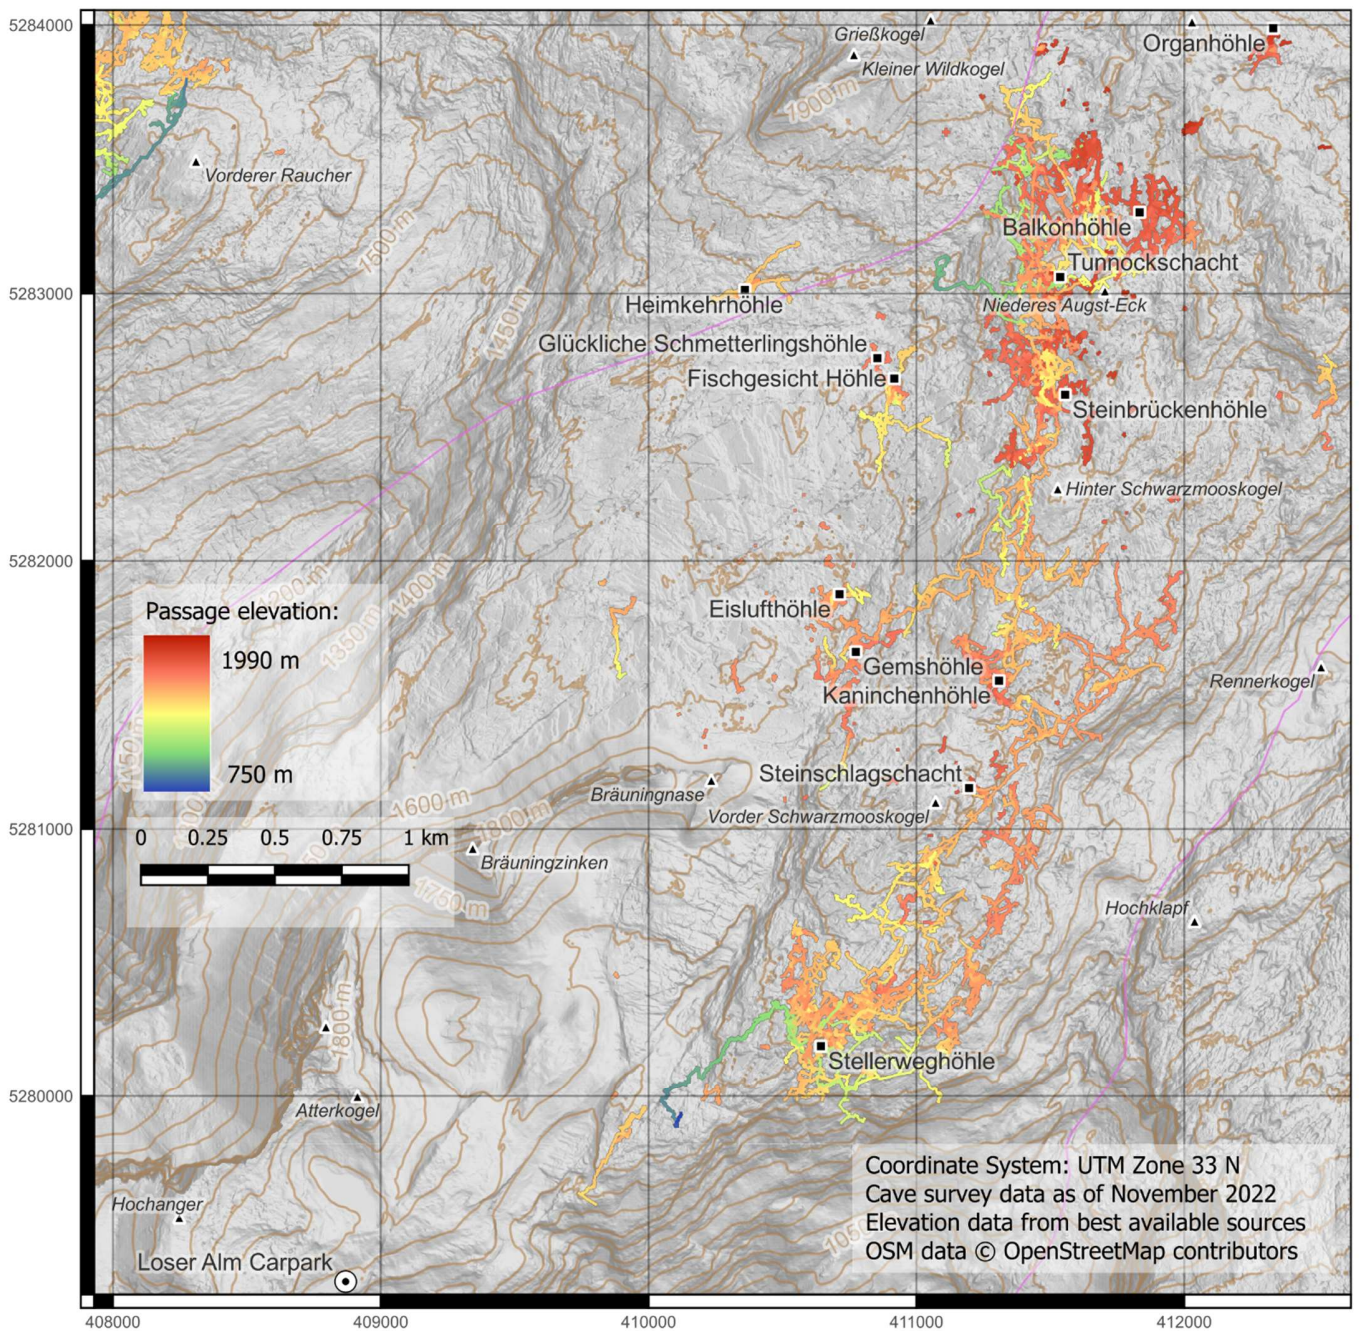 5284000
Grießkogel
Organhöhle
Kleiner Wildkogel
1900 m
Vorderer Raucher
1500 m
Balkonhöhle
Tunnockschacht
5283000
Heimkehrhöhle
Niederes Augst-Eck
1450 m
Glückliche Schmetterlingshöhle
Fischgesicht Höhle
Steinbrückenhöhle
Hinter Schwarzmooskogel
5282000
1400 m
Eislufthöhle
Passage elevation:
1990 m
1350 m
Gemshöhle
Kaninchenhöhle
Rennerkogel
750 m
Steinschlagschacht
Bräuningnase
1600 m
Vorder Schwarzmooskogel
5281000
1800 m
0 0.25 0.5 0.75 1 km
Bräuningzinken
1750 m
Hochklapf
1800 m
Stellerweghöhle
5280000
Atterkogel
Coordinate System: UTM Zone 33 N
Cave survey data as of November 2022
Elevation data from best available sources
OSM data © OpenStreetMap contributors
Hochanger
Loser Alm Carpark
408000 409000 410000 411000 412000